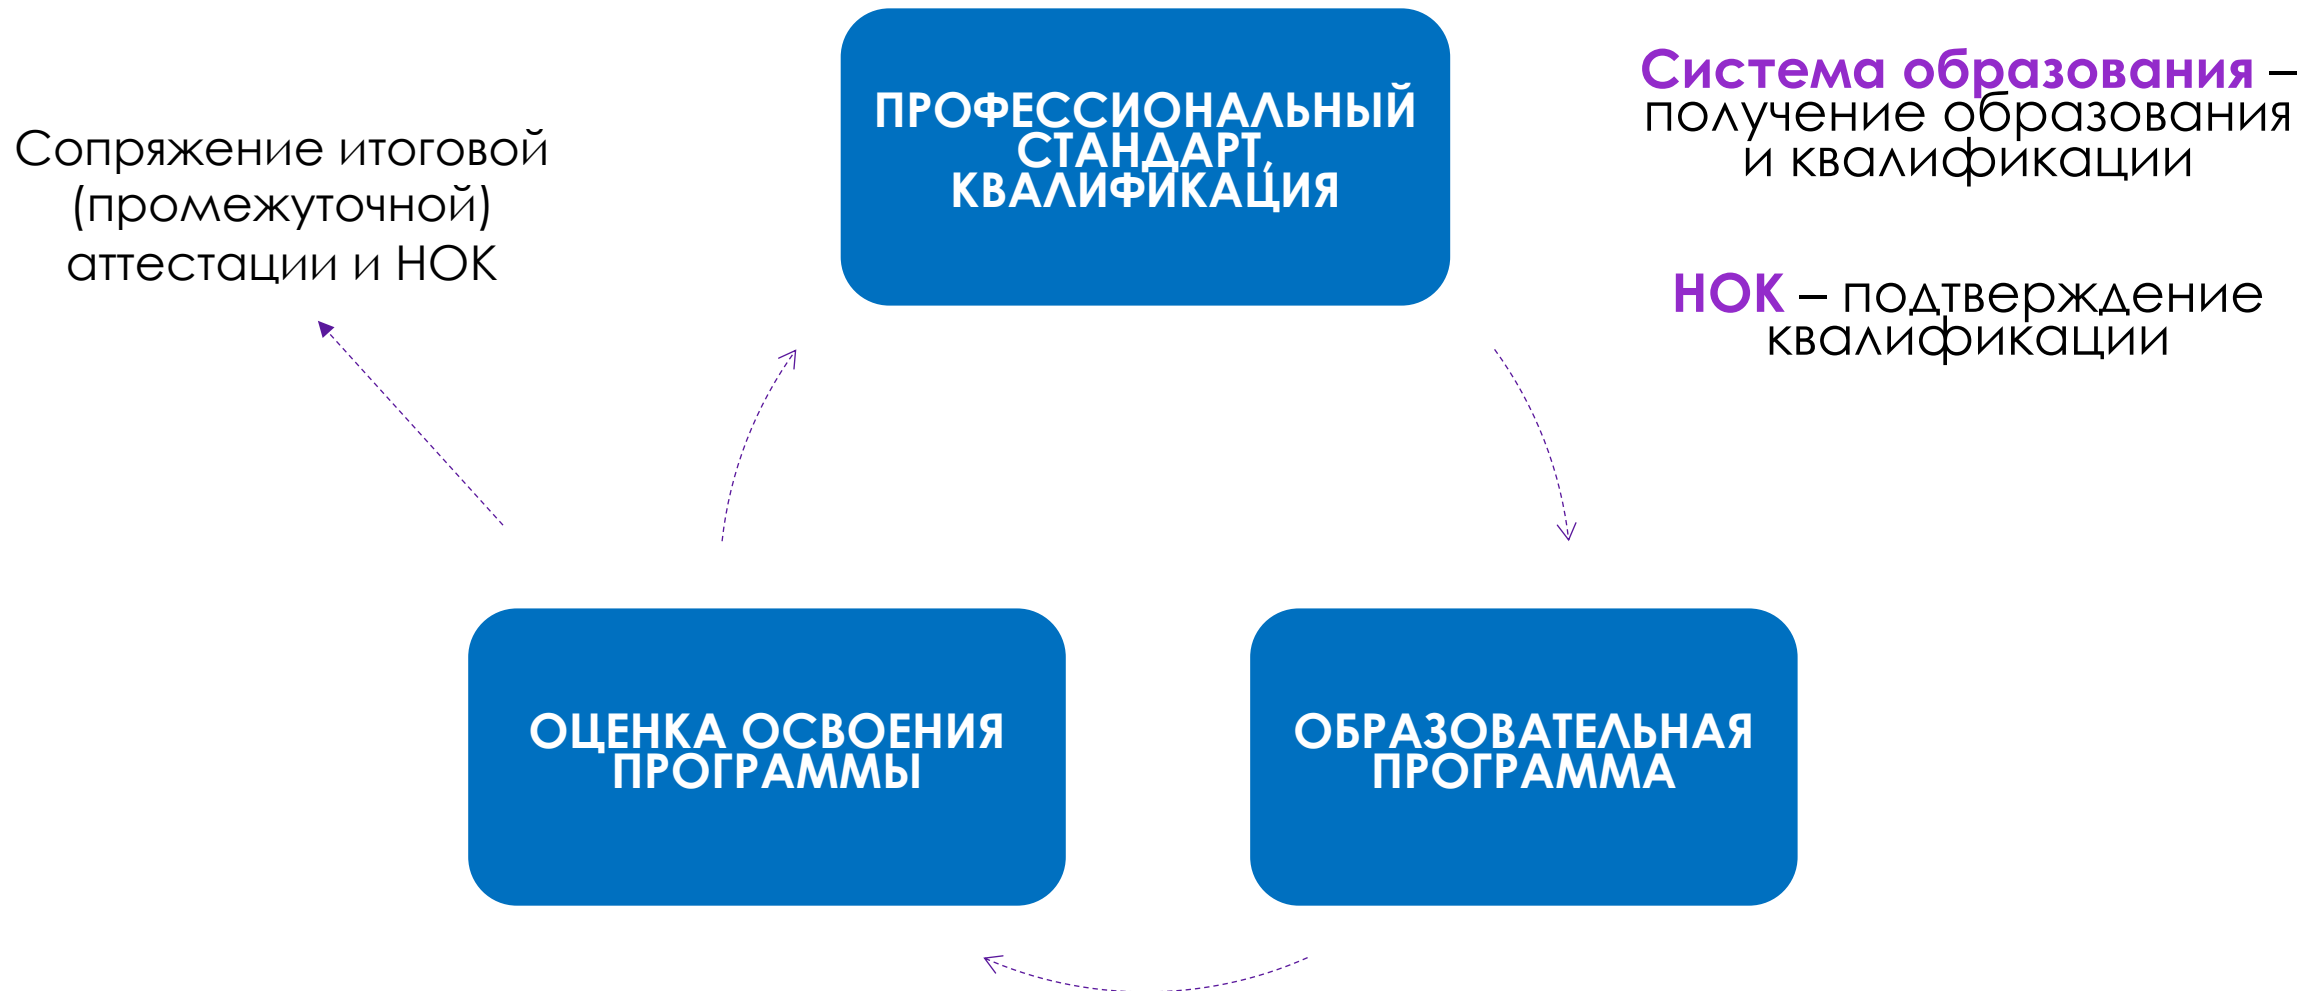 Сопряжение итоговой
(промежуточной)
аттестации и НОК
ПРОФЕССИОНАЛЬНЫЙ
СТАНДАРТ,
КВАЛИФИКАЦИЯ
Система образования –
получение образования
и квалификации
НОК – подтверждение
квалификации
ОЦЕНКА ОСВОЕНИЯ
ПРОГРАММЫ
ОБРАЗОВАТЕЛЬНАЯ
ПРОГРАММА